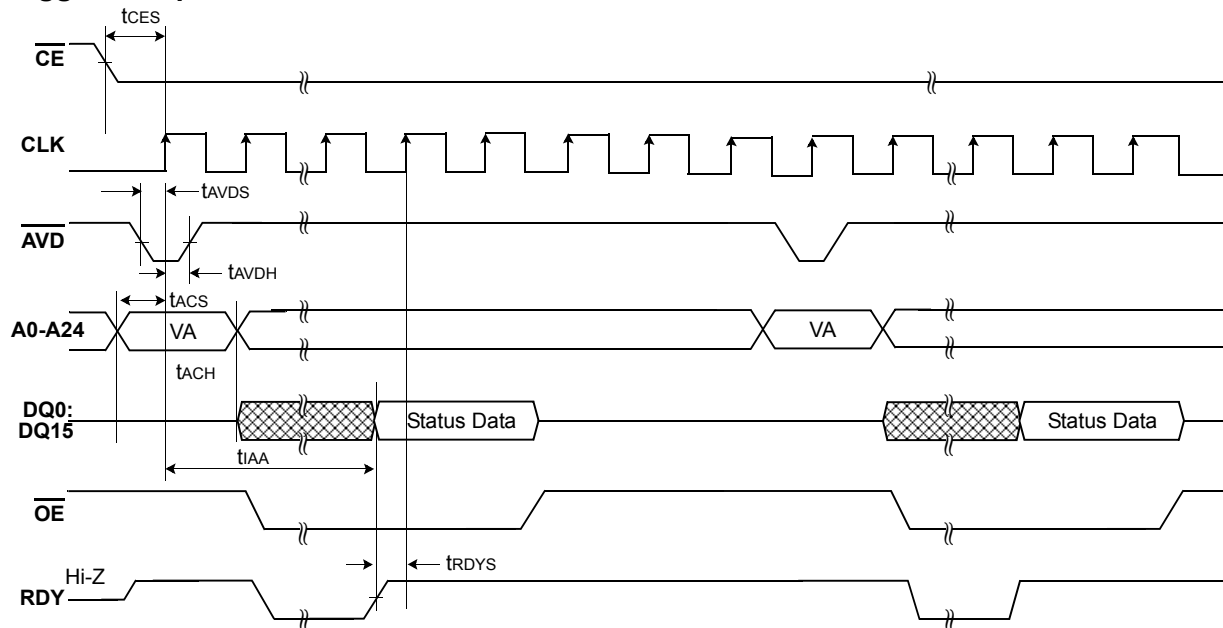 tCES
CE
CLK
tAVDS
AVD
tAVDH
tACS
A0-A24
VA
VA
tACH
DQ0:
DQ15
Status Data
Status Data
tIAA
OE
tRDYS
Hi-Z
RDY